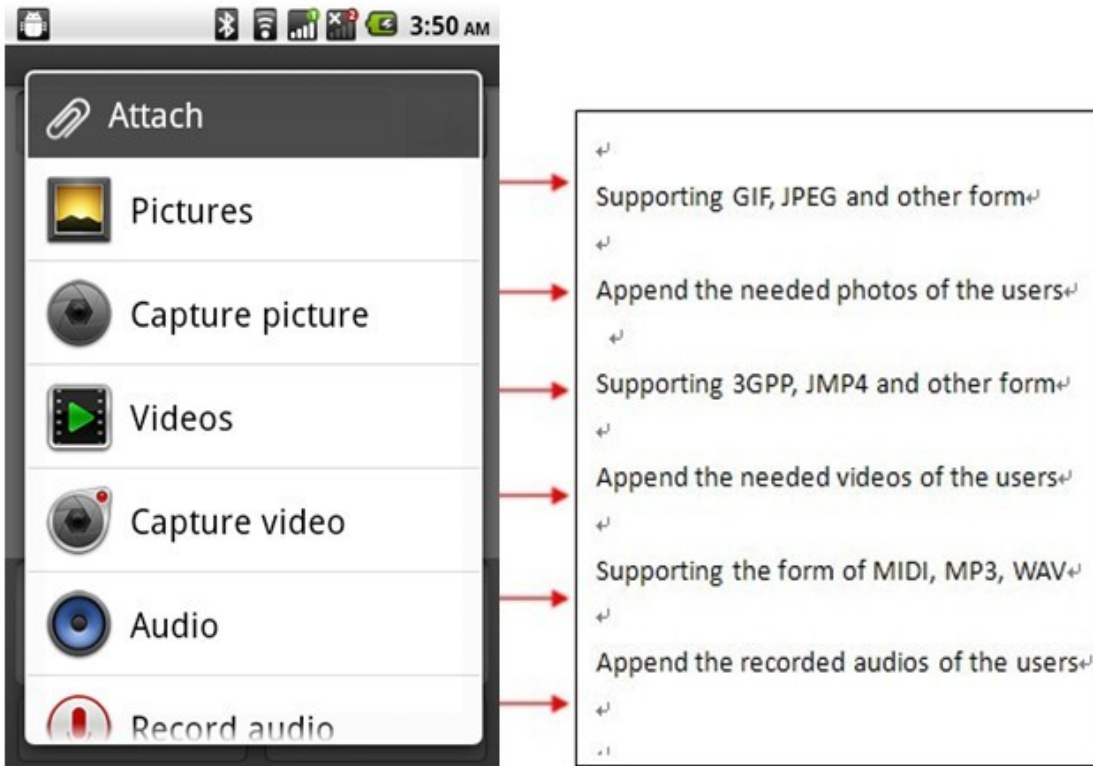 3:50 AM
Attach
Pictures
Capture picture
Videos
Capture video
Audio
Record audio
Supporting GIF, JPEG and other form
Append the needed photos of the users
Supporting 3GPP, JMP4 and other form
Append the needed videos of the users
Supporting the form of MIDI, MP3, WAV
Append the recorded audios of the users